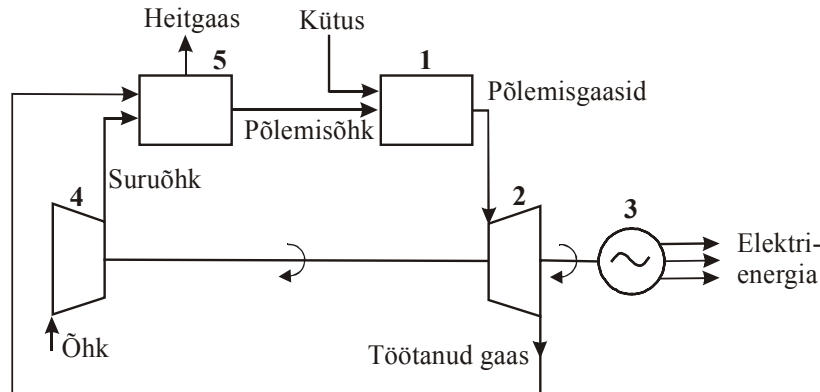 Heitgaas
Kütus
5
1
Põlemisgaasid
Põlemisõhk
Suruõhk
4
2
3
Elektri-
energia
Õhk
Töötanud gaas